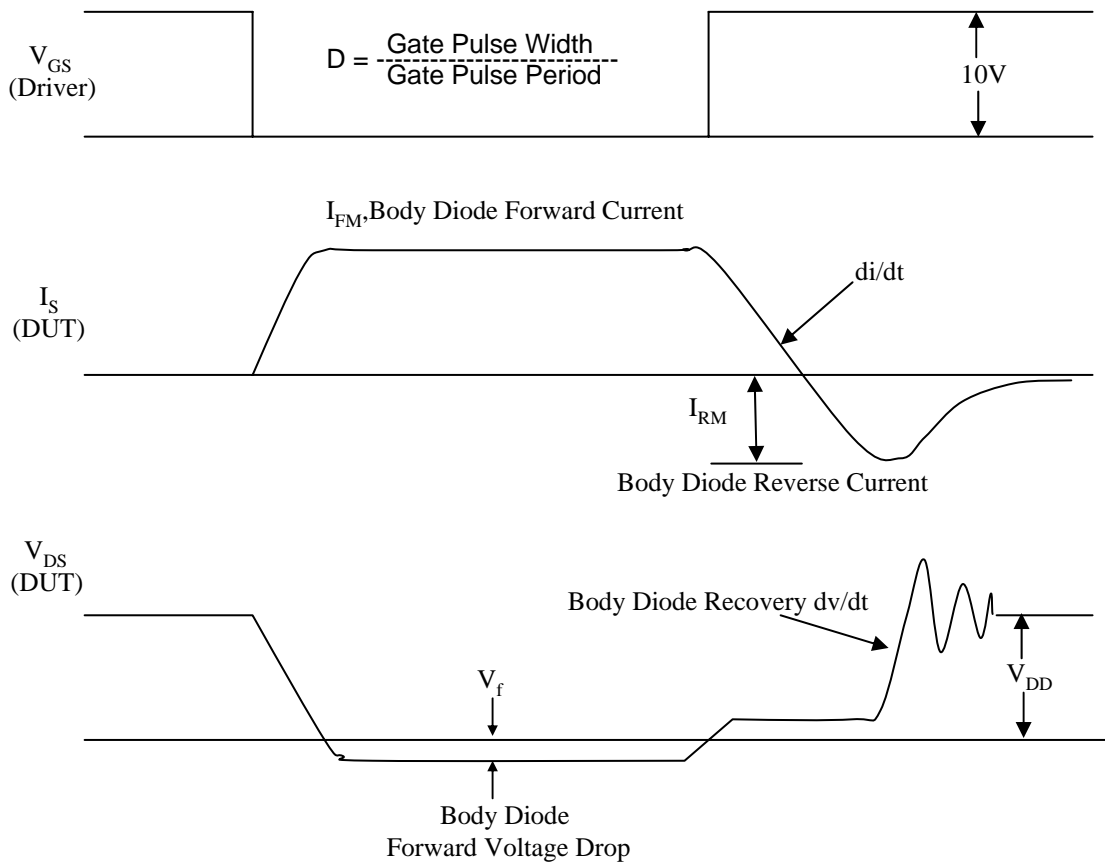 V_GS
(Driver)
D = Gate Pulse Width
Gate Pulse Period
10V
I_FM,Body Diode Forward Current
di/dt
I_S
(DUT)
I_RM
Body Diode Reverse Current
V_DS
(DUT)
Body Diode Recovery dv/dt
V_f
V_DD
Body Diode
Forward Voltage Drop